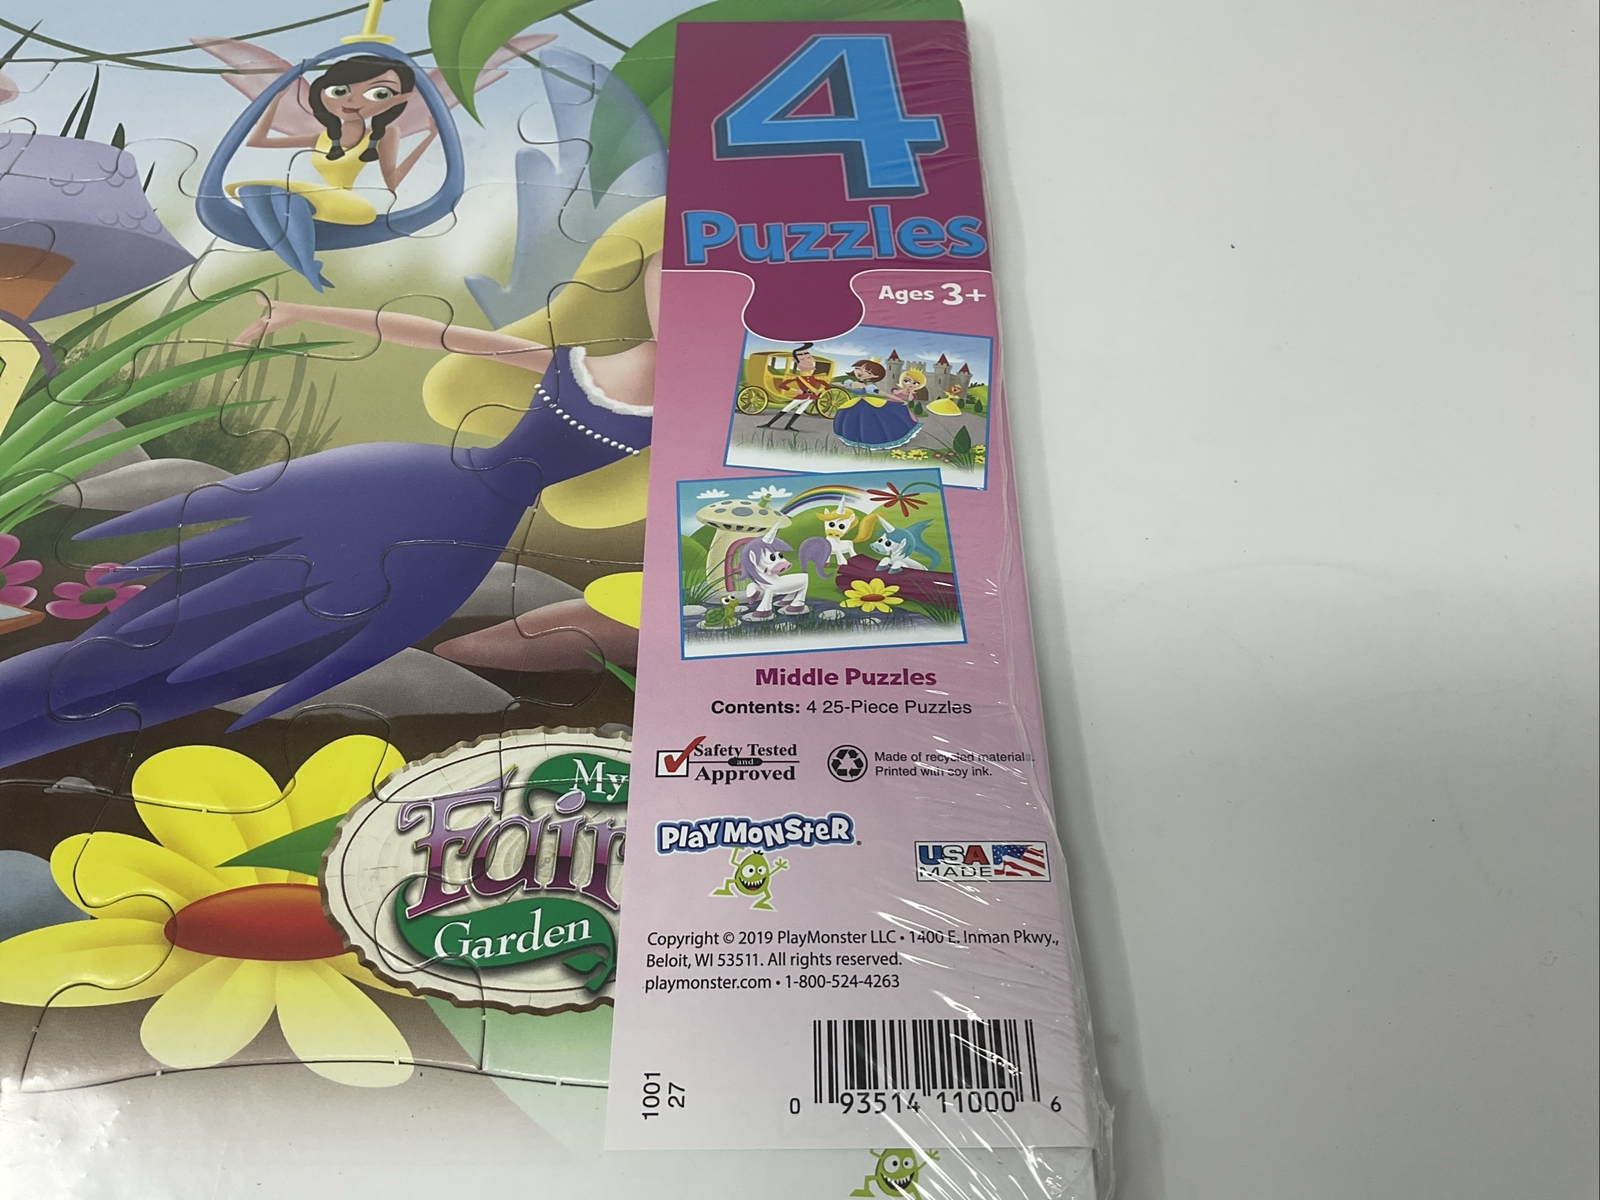 4
Puzzles
Ages 3+
Middle Puzzles
Contents: 4 25-Piece Puzzles
Safety Tested
and
Approved
Made of recycled materials.
Printed with soy ink.
PLAY MONSTER
USA
MADE
Copyright © 2019 PlayMonster LLC • 1400 E. Inman Pkwy.,
Beloit, WI 53511. All rights reserved.
playmonster.com • 1-800-524-4263
1001
27
0 93514 11000 6
My
Fair
Garden